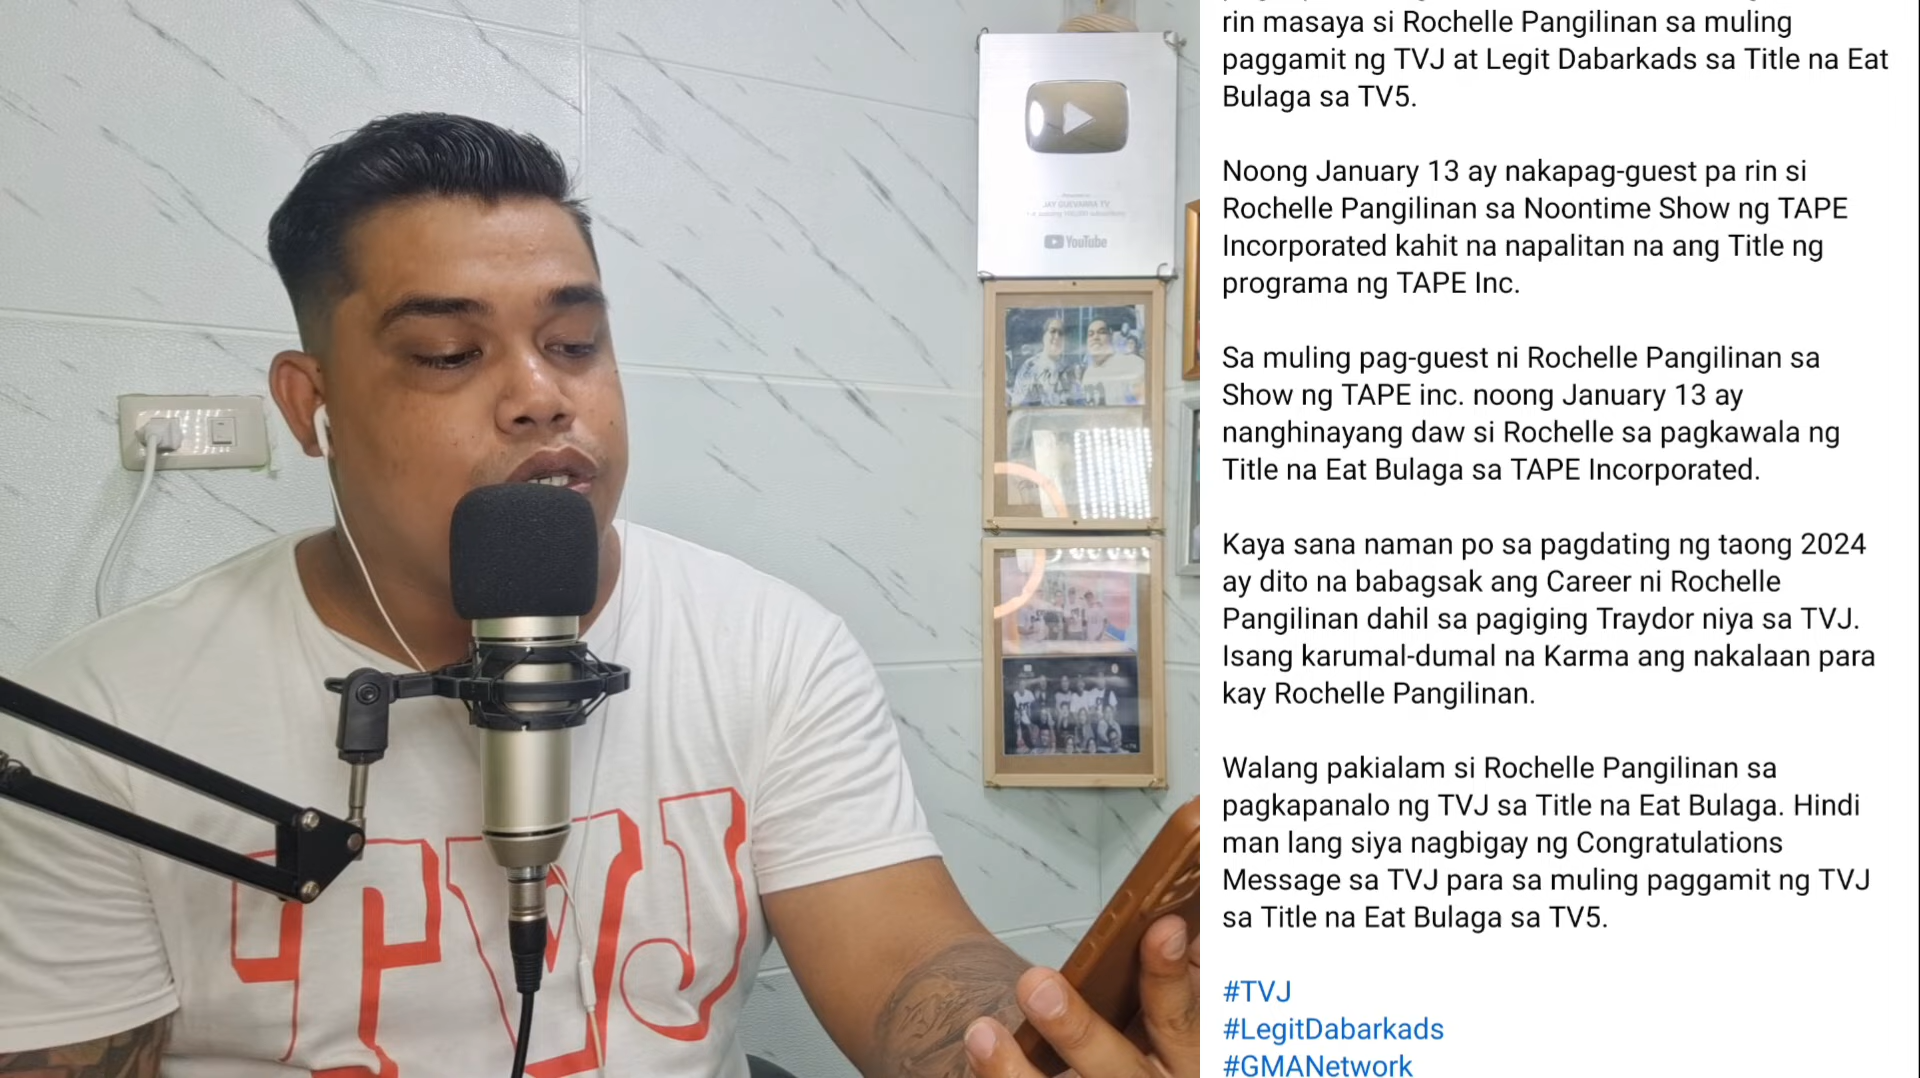 TVJ
JAY GUEVARRA TV
YouTube
rin masaya si Rochelle Pangilinan sa muling
paggamit ng TVJ at Legit Dabarkads sa Title na Eat
Bulaga sa TV5.
Noong January 13 ay nakapag-guest pa rin si
Rochelle Pangilinan sa Noontime Show ng TAPE
Incorporated kahit na napalitan na ang Title ng
programa ng TAPE Inc.
Sa muling pag-guest ni Rochelle Pangilinan sa
Show ng TAPE inc. noong January 13 ay
nanghinayang daw si Rochelle sa pagkawala ng
Title na Eat Bulaga sa TAPE Incorporated.
Kaya sana naman po sa pagdating ng taong 2024
ay dito na babagsak ang Career ni Rochelle
Pangilinan dahil sa pagiging Traydor niya sa TVJ.
Isang karumal-dumal na Karma ang nakalaan para
kay Rochelle Pangilinan.
Walang pakialam si Rochelle Pangilinan sa
pagkapanalo ng TVJ sa Title na Eat Bulaga. Hindi
man lang siya nagbigay ng Congratulations
Message sa TVJ para sa muling paggamit ng TVJ
sa Title na Eat Bulaga sa TV5.
#TVJ
#LegitDabarkads
#GMANetwork